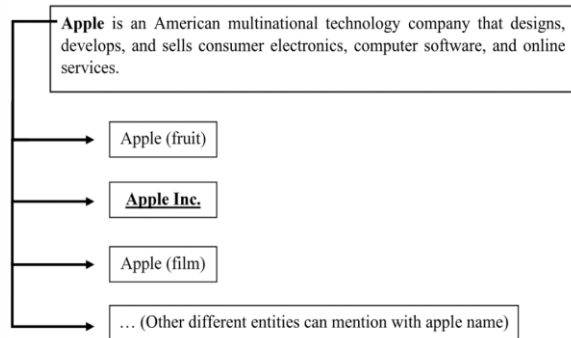 Apple is an American multinational technology company that designs,
develops, and sells consumer electronics, computer software, and online
services.
Apple (fruit)
Apple Inc.
Apple (film)
… (Other different entities can mention with apple name)